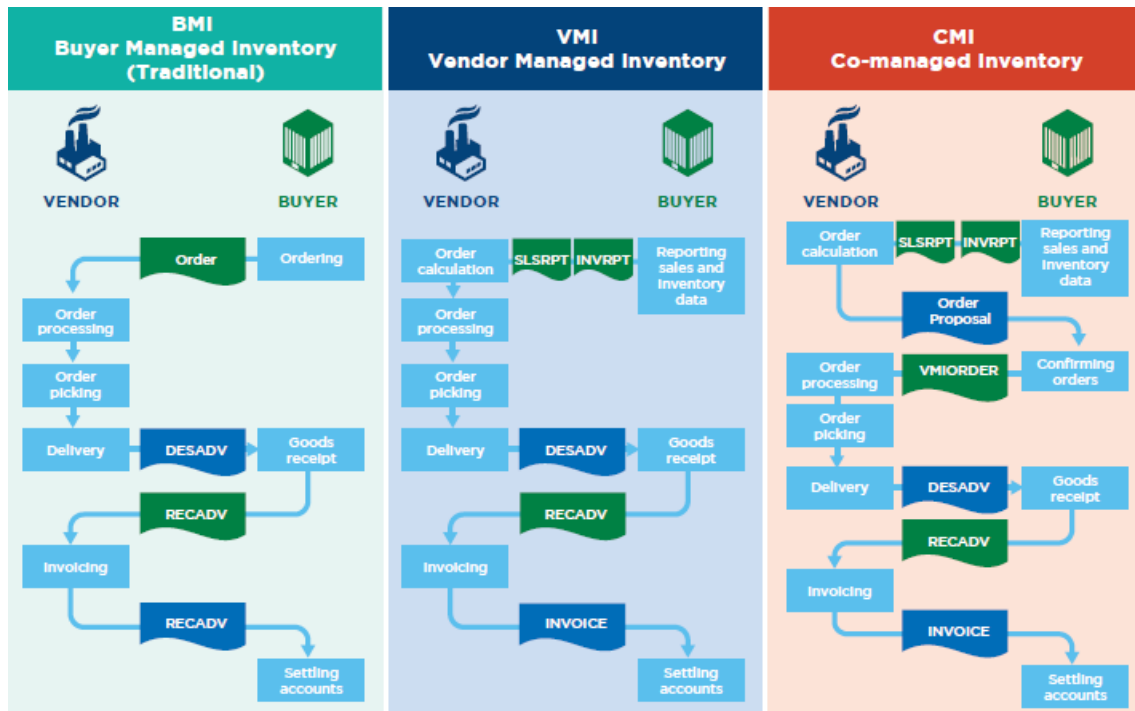 BMI
Buyer Managed Inventory
(Traditional)
VENDOR
BUYER
Order
Ordering
Order
processing
Order
picking
Delivery
DESADV
Goods
receipt
RECADV
Invoicing
RECADV
Settling
accounts
VMI
Vendor Managed Inventory
VENDOR
BUYER
Order
calculation
SLSRPT
INVRPT
Reporting
sales and
Inventory
data
Order
processing
Order
picking
Delivery
DESADV
Goods
receipt
RECADV
Invoicing
INVOICE
Settling
accounts
CMI
Co-managed Inventory
VENDOR
BUYER
Order
calculation
SLSRPT
INVRPT
Reporting
sales and
Inventory
data
Order
Proposal
Order
processing
VMIORDER
Confirming
orders
Order
picking
Delivery
DESADV
Goods
receipt
RECADV
Invoicing
INVOICE
Settling
accounts